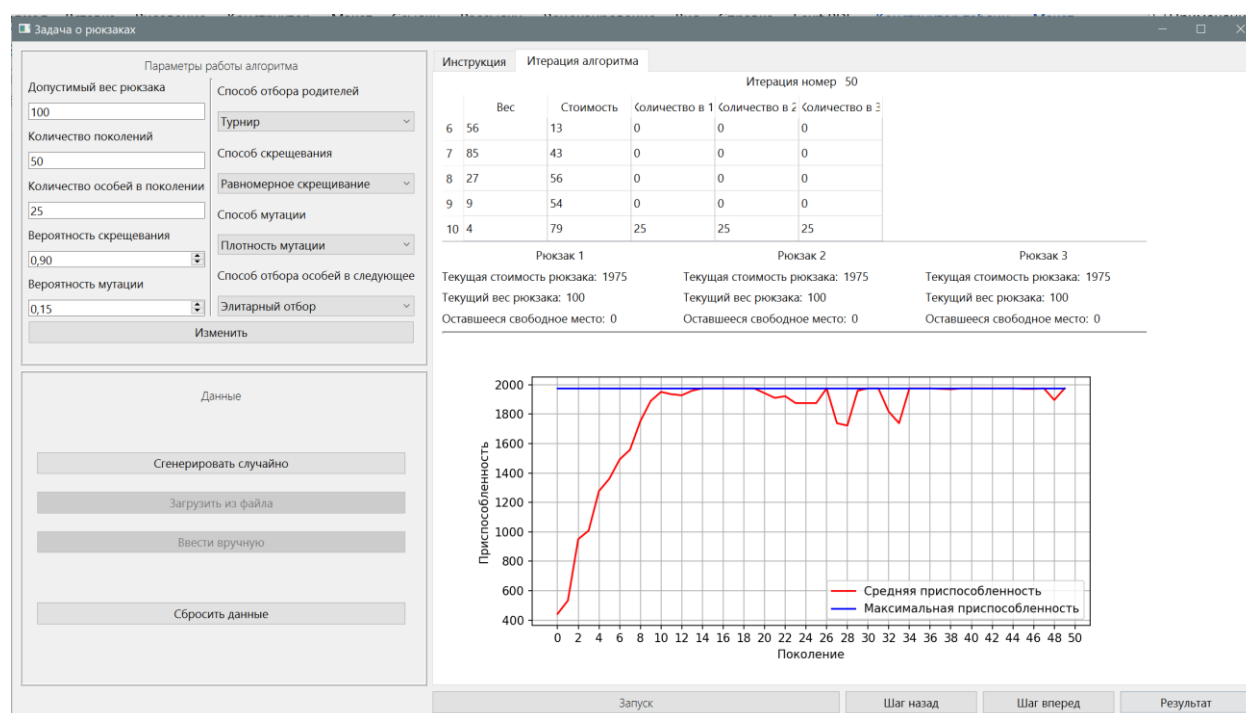 Задача о рюкзаках
Параметры работы алгоритма
Допустимый вес рюкзака
100
Количество поколений
50
Количество особей в поколении
25
Вероятность скрещевания
0,90
Вероятность мутации
0,15
Способ отбора родителей
Турнир
Способ скрещевания
Равномерное скрещивание
Способ мутации
Плотность мутации
Способ отбора особей в следующее
Элитарный отбор
Изменить
Данные
Сгенерировать случайно
Загрузить из файла
Ввести вручную
Сбросить данные
Инструкция Итерация алгоритма
Итерация номер 50
Вес Стоимость Количество в 1 Количество в 2 Количество в 3
6 56 13 0 0 0
7 85 43 0 0 0
8 27 56 0 0 0
9 9 54 0 0 0
10 4 79 25 25 25
Рюкзак 1 Рюкзак 2 Рюкзак 3
Текущая стоимость рюкзака: 1975 Текущая стоимость рюкзака: 1975 Текущая стоимость рюкзака: 1975
Текущий вес рюкзака: 100 Текущий вес рюкзака: 100 Текущий вес рюкзака: 100
Оставшееся свободное место: 0 Оставшееся свободное место: 0 Оставшееся свободное место: 0
Приспособленность
2000
1800
1600
1400
1200
1000
800
600
400
Средняя приспособленность
Максимальная приспособленность
0 2 4 6 8 10 12 14 16 18 20 22 24 26 28 30 32 34 36 38 40 42 44 46 48 50
Поколение
Запуск Шаг назад Шаг вперед Результат